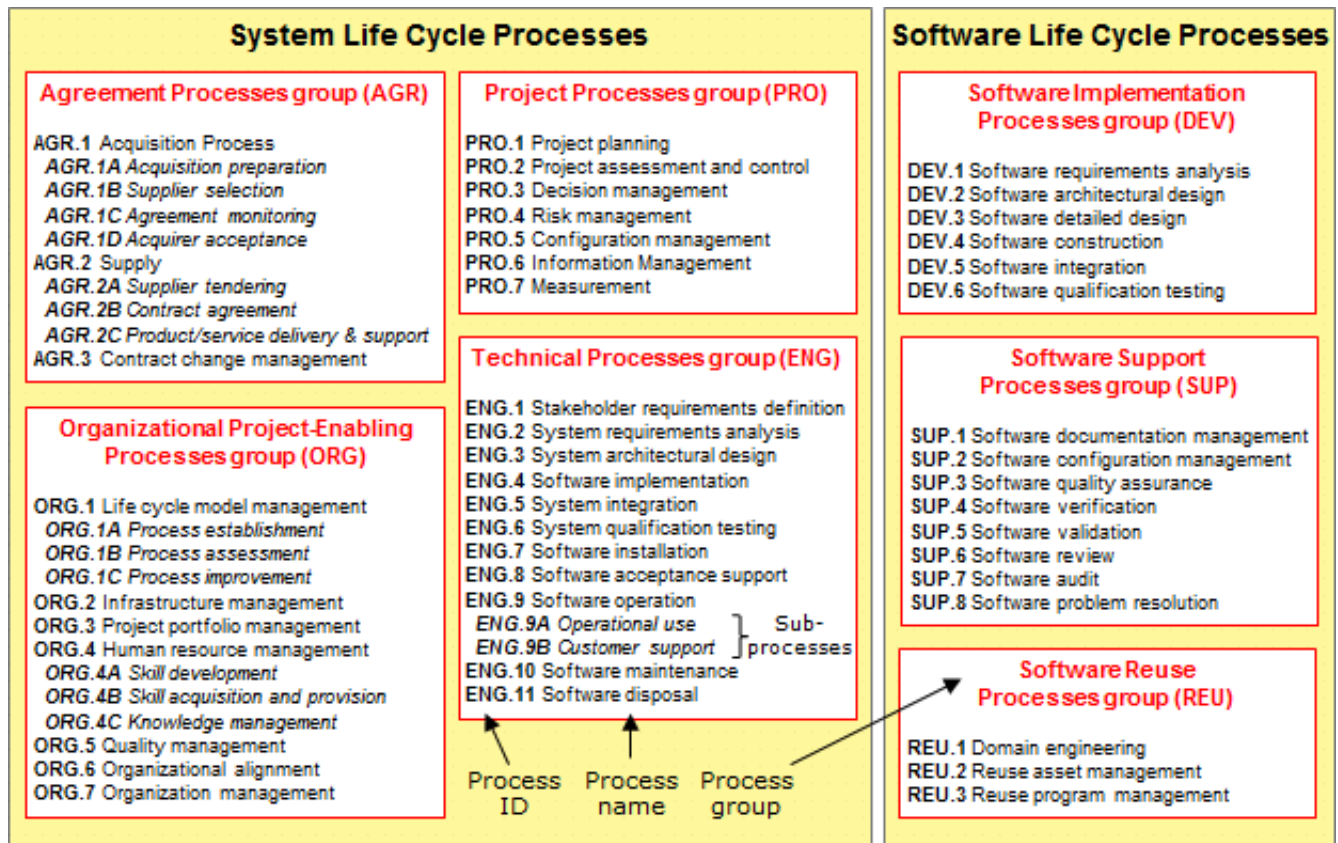 System Life Cycle Processes
Agreement Processes group (AGR)
AGR.1 Acquisition Process
AGR.1A Acquisition preparation
AGR.1B Supplier selection
AGR.1C Agreement monitoring
AGR.1D Acquirer acceptance
AGR.2 Supply
AGR.2A Supplier tendering
AGR.2B Contract agreement
AGR.2C Product/service delivery & support
AGR.3 Contract change management
Organizational Project-Enabling
Processes group (ORG)
ORG.1 Life cycle model management
ORG.1A Process establishment
ORG.1B Process assessment
ORG.1C Process improvement
ORG.2 Infrastructure management
ORG.3 Project portfolio management
ORG.4 Human resource management
ORG.4A Skill development
ORG.4B Skill acquisition and provision
ORG.4C Knowledge management
ORG.5 Quality management
ORG.6 Organizational alignment
ORG.7 Organization management
Project Processes group (PRO)
PRO.1 Project planning
PRO.2 Project assessment and control
PRO.3 Decision management
PRO.4 Risk management
PRO.5 Configuration management
PRO.6 Information Management
PRO.7 Measurement
Technical Processes group (ENG)
ENG.1 Stakeholder requirements definition
ENG.2 System requirements analysis
ENG.3 System architectural design
ENG.4 Software implementation
ENG.5 System integration
ENG.6 System qualification testing
ENG.7 Software installation
ENG.8 Software acceptance support
ENG.9 Software operation
ENG.9A Operational use
ENG.9B Customer support
Sub-
processes
ENG.10 Software maintenance
ENG.11 Software disposal
Process
ID
Process
name
Process
group
Software Life Cycle Processes
Software Implementation
Processes group (DEV)
DEV.1 Software requirements analysis
DEV.2 Software architectural design
DEV.3 Software detailed design
DEV.4 Software construction
DEV.5 Software integration
DEV.6 Software qualification testing
Software Support
Processes group (SUP)
SUP.1 Software documentation management
SUP.2 Software configuration management
SUP.3 Software quality assurance
SUP.4 Software verification
SUP.5 Software validation
SUP.6 Software review
SUP.7 Software audit
SUP.8 Software problem resolution
Software Reuse
Processes group (REU)
REU.1 Domain engineering
REU.2 Reuse asset management
REU.3 Reuse program management